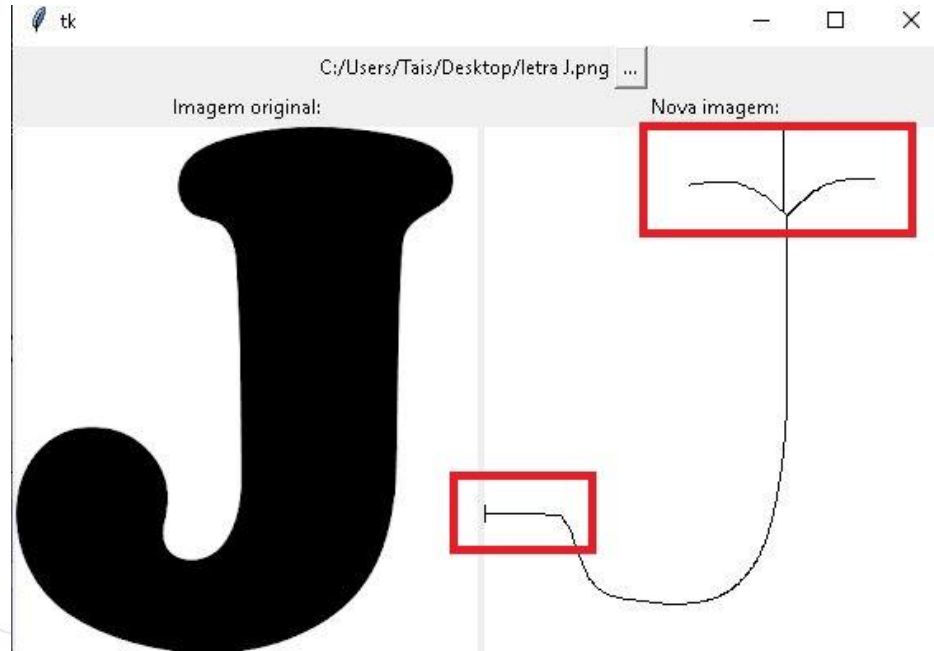 tk
C:/Users/Tais/Desktop/letra J.png ...
Imagem original:
Nova imagem:
J